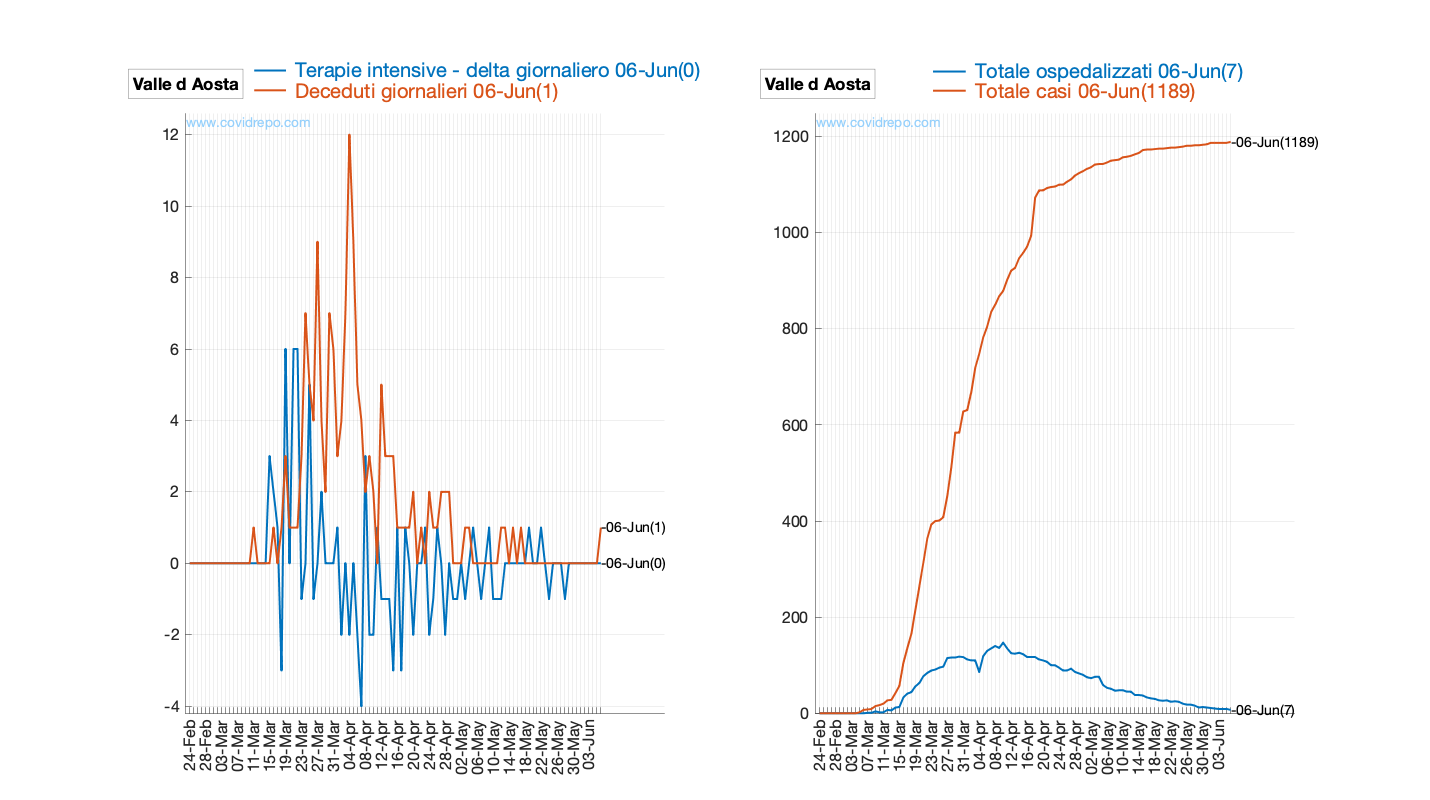 Valle d Aosta
Terapie intensive - delta giornaliero 06-Jun(0)
Deceduti giornalieri 06-Jun(1)
www.covidrepo.com
12
10
8
6
4
2
0
-2
-4
-06-Jun(1)
-06-Jun(0)
24-Feb
28-Feb
03-Mar
07-Mar
11-Mar
15-Mar
19-Mar
23-Mar
27-Mar
31-Mar
04-Apr
08-Apr
12-Apr
16-Apr
20-Apr
24-Apr
28-Apr
02-May
06-May
10-May
14-May
18-May
22-May
26-May
30-May
03-Jun
Valle d Aosta
Totale ospedalizzati 06-Jun(7)
Totale casi 06-Jun(1189)
www.covidrepo.com
1200
1000
800
600
400
200
0
-06-Jun(1189)
-06-Jun(7)
24-Feb
28-Feb
03-Mar
07-Mar
11-Mar
15-Mar
19-Mar
23-Mar
27-Mar
31-Mar
04-Apr
08-Apr
12-Apr
16-Apr
20-Apr
24-Apr
28-Apr
02-May
06-May
10-May
14-May
18-May
22-May
26-May
30-May
03-Jun